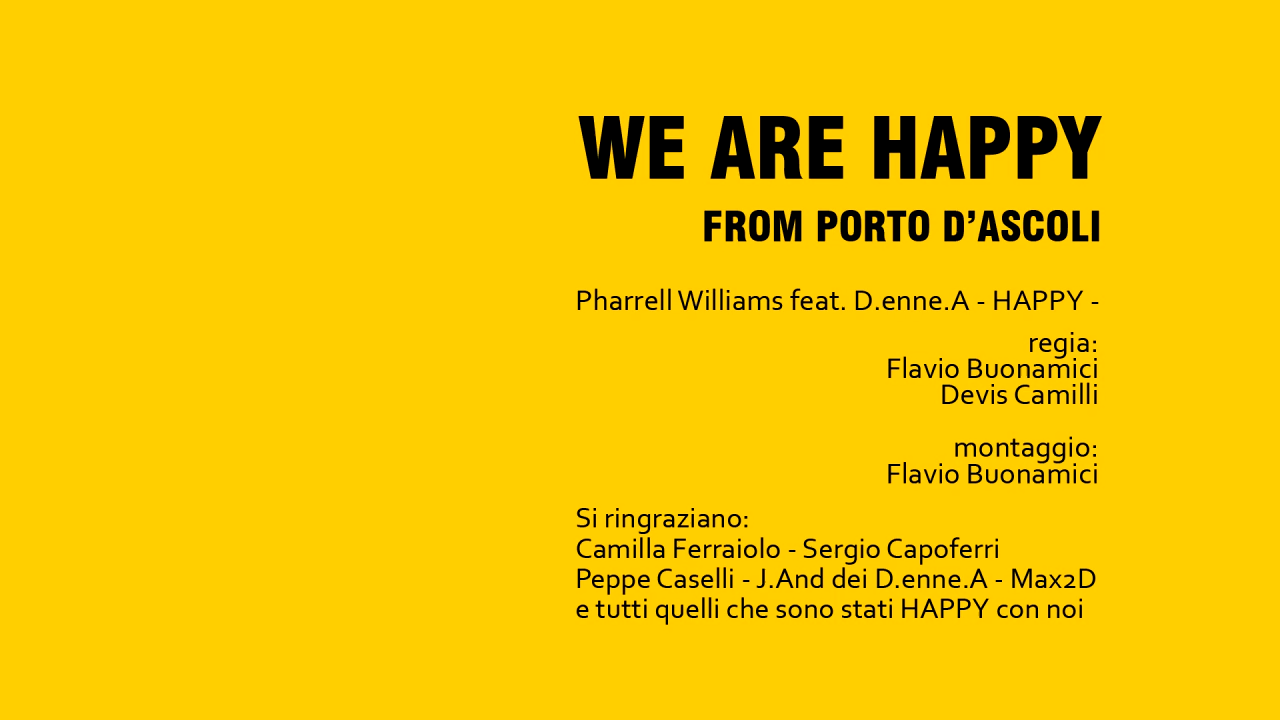 WE ARE HAPPY
FROM PORTO D’ASCOLI
Pharrell Williams feat. D.enne.A - HAPPY -
regia:
Flavio Buonamici
Devis Camilli
montaggio:
Flavio Buonamici
Si ringraziano:
Camilla Ferraiolo - Sergio Capoferri
Peppe Caselli - J.And dei D.enne.A - Max2D
e tutti quelli che sono stati HAPPY con noi